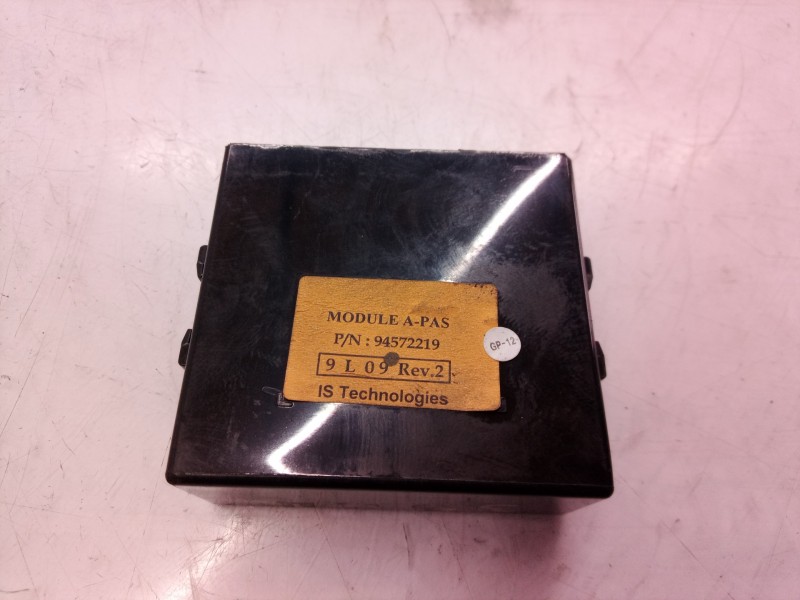 MODULE A-PAS
P/N : 94572219
9 L 09 Rev.2
IS Technologies
GP-12